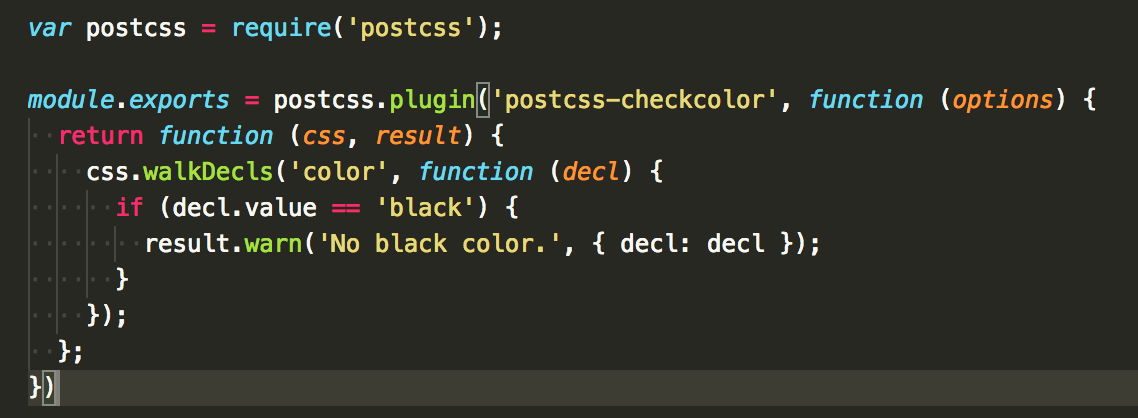 var postcss = require('postcss');
module.exports = postcss.plugin('postcss-checkcolor', function (options) {
return function (css, result) {
css.walkDecls('color', function (decl) {
if (decl.value == 'black') {
result.warn('No black color.', { decl: decl });
}
});
};
})